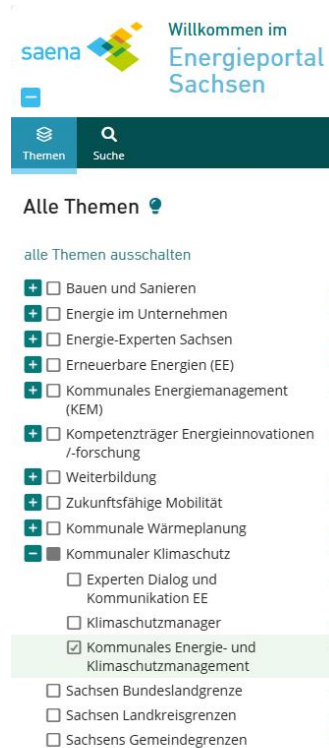 saena
Willkommen im
Energieportal
Sachsen
Themen
Suche
Alle Themen
alle Themen ausschalten
Bauen und Sanieren
Energie im Unternehmen
Energie-Experten Sachsen
Erneuerbare Energien (EE)
Kommunales Energiemanagement
(KEM)
Kompetenzträger Energieinnovationen
/-forschung
Weiterbildung
Zukunftsfähige Mobilität
Kommunale Wärmeplanung
Kommunaler Klimaschutz
Experten Dialog und
Kommunikation EE
Klimaschutzmanager
Kommunales Energie- und
Klimaschutzmanagement
Sachsen Bundeslandgrenze
Sachsen Landkreisgrenzen
Sachsens Gemeindegrenzen